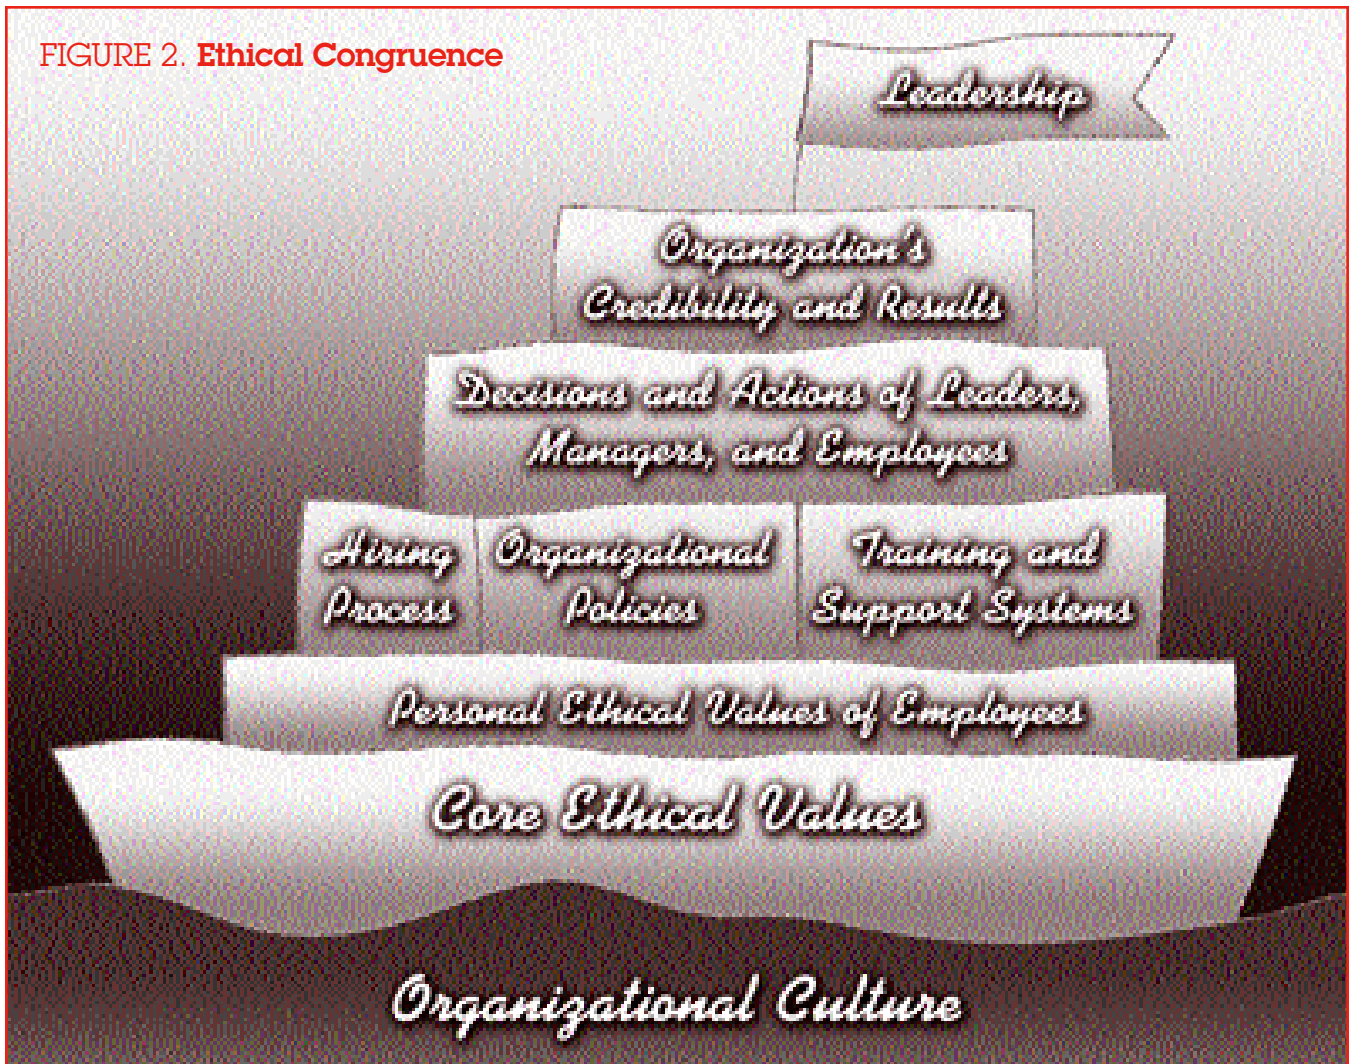 FIGURE 2. Ethical Congruence
Leadership
Organization's
Credibility and Results
Decisions and Actions of Leaders,
Managers, and Employees
Hiring
Process
Organizational
Policies
Training and
Support Systems
Personal Ethical Values of Employees
Core Ethical Values
Organizational Culture